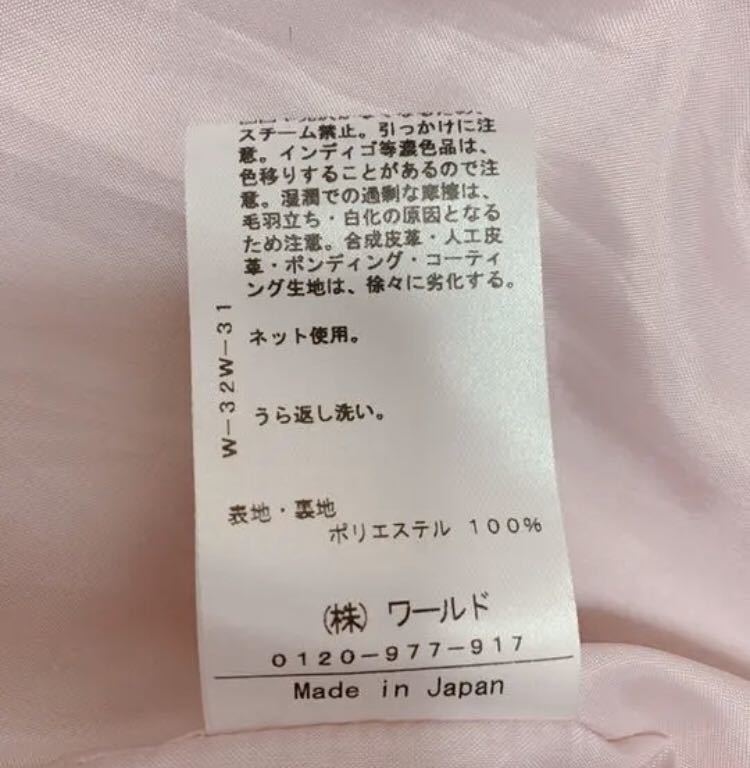 スチーム禁止。引っかけに注
意。インディゴ等濃色品は、
色移りすることがあるので注
意。湿潤での過剰な摩擦は、
毛羽立ち・白化の原因となる
ため注意。合成皮革・人工皮
革・ボンディング・コーティ
ング生地は、徐々に劣化する。
ネット使用。
うら返し洗い。
W-32W-31
表地・裏地
ポリエステル 100%
(株) ワールド
0120-977-917
Made in Japan